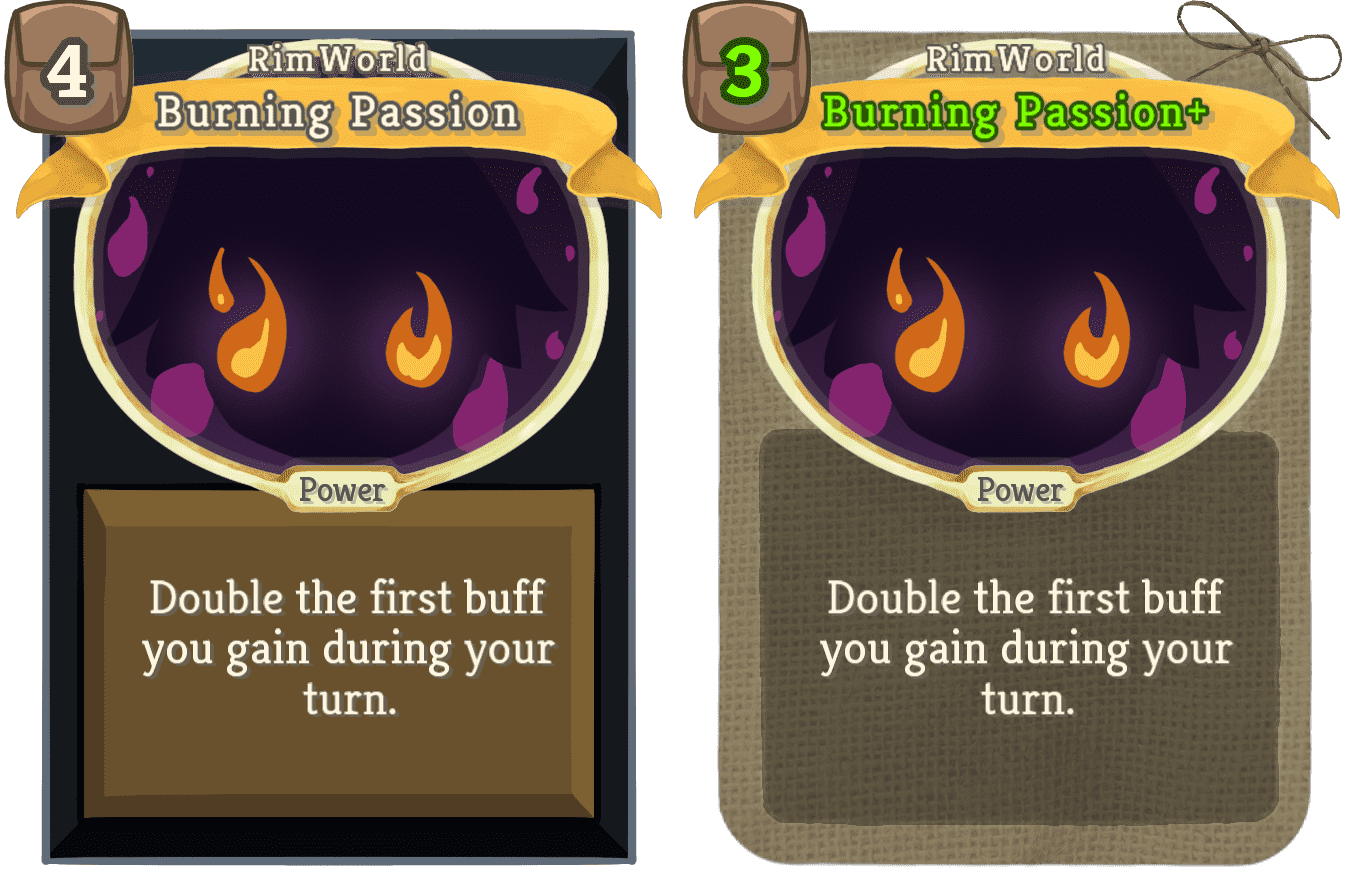 4
RimWorld
Burning Passion
Power
Double the first buff
you gain during your
turn.
3
RimWorld
Burning Passion+
Power
Double the first buff
you gain during your
turn.